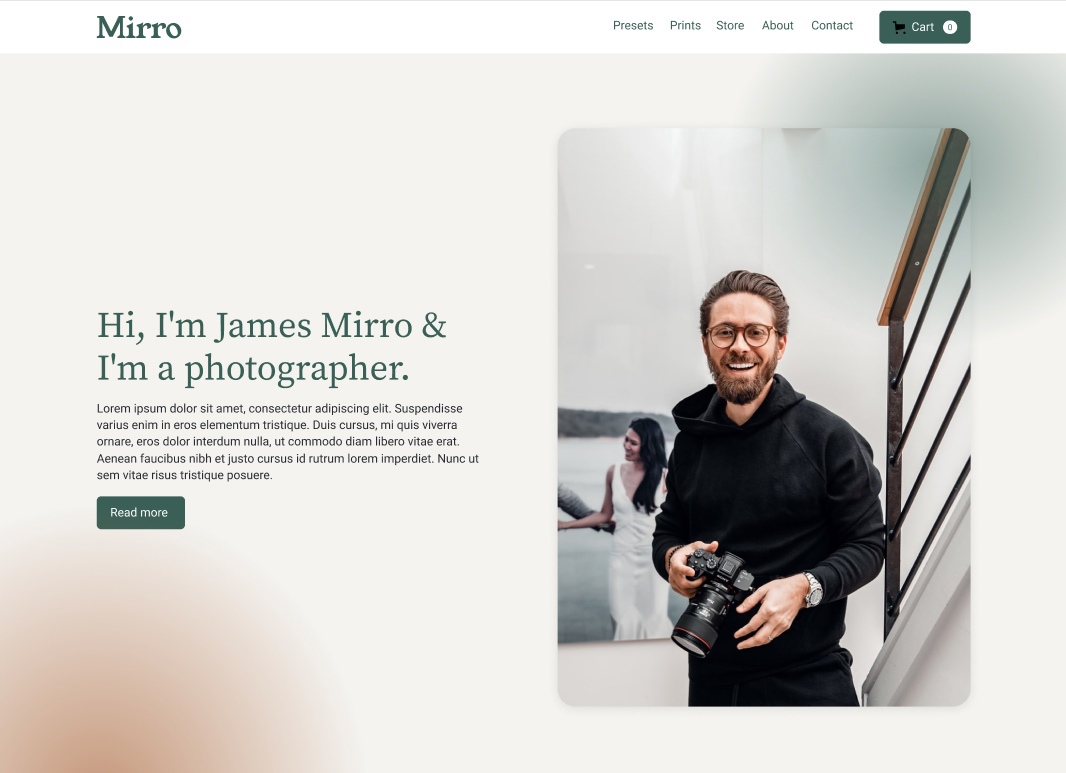 Mirro
Presets Prints Store About Contact Cart 0
Hi, I'm James Mirro &
I'm a photographer.
Lorem ipsum dolor sit amet, consectetur adipiscing elit. Suspendisse
varius enim in eros elementum tristique. Duis cursus, mi quis viverra
ornare, eros dolor interdum nulla, ut commodo diam libero vitae erat.
Aenean faucibus nibh et justo cursus id rutrum lorem imperdiet. Nunc ut
sem vitae risus tristique posuere.
Read more